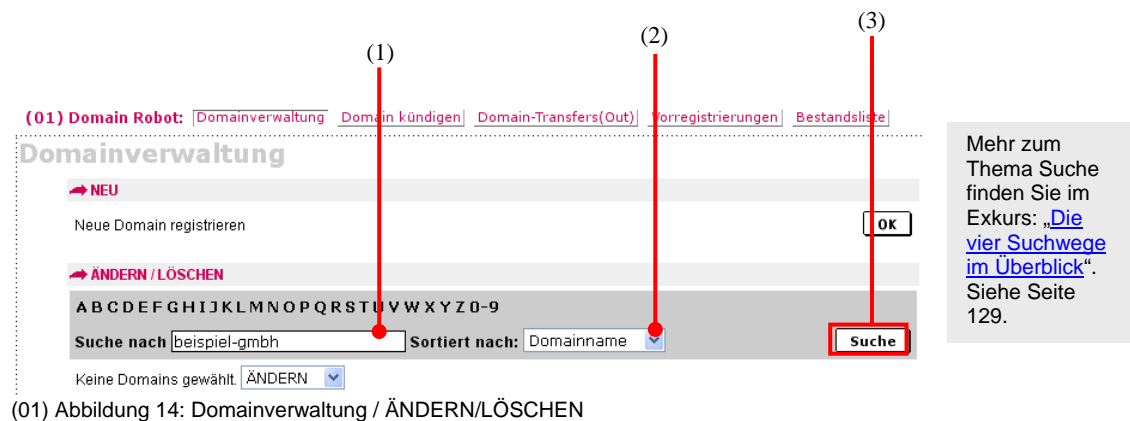 (1)
(2)
(3)
(01) Domain Robot: Domainverwaltung Domain kündigen Domain-Transfers(Out) Vorregistrierungen Bestandsliste
Domainverwaltung
NEU
Neue Domain registrieren OK
ÄNDERN / LÖSCHEN
A B C D E F G H I J K L M N O P Q R S T U V W X Y Z 0-9
Suche nach beispiel-gmbh Sortiert nach: Domainname Suche
Keine Domains gewählt. ÄNDERN
(01) Abbildung 14: Domainverwaltung / ÄNDERN/LÖSCHEN
Mehr zum
Thema Suche
finden Sie im
Exkurs: „Die
vier Suchwege
im Überblick“.
Siehe Seite
129.